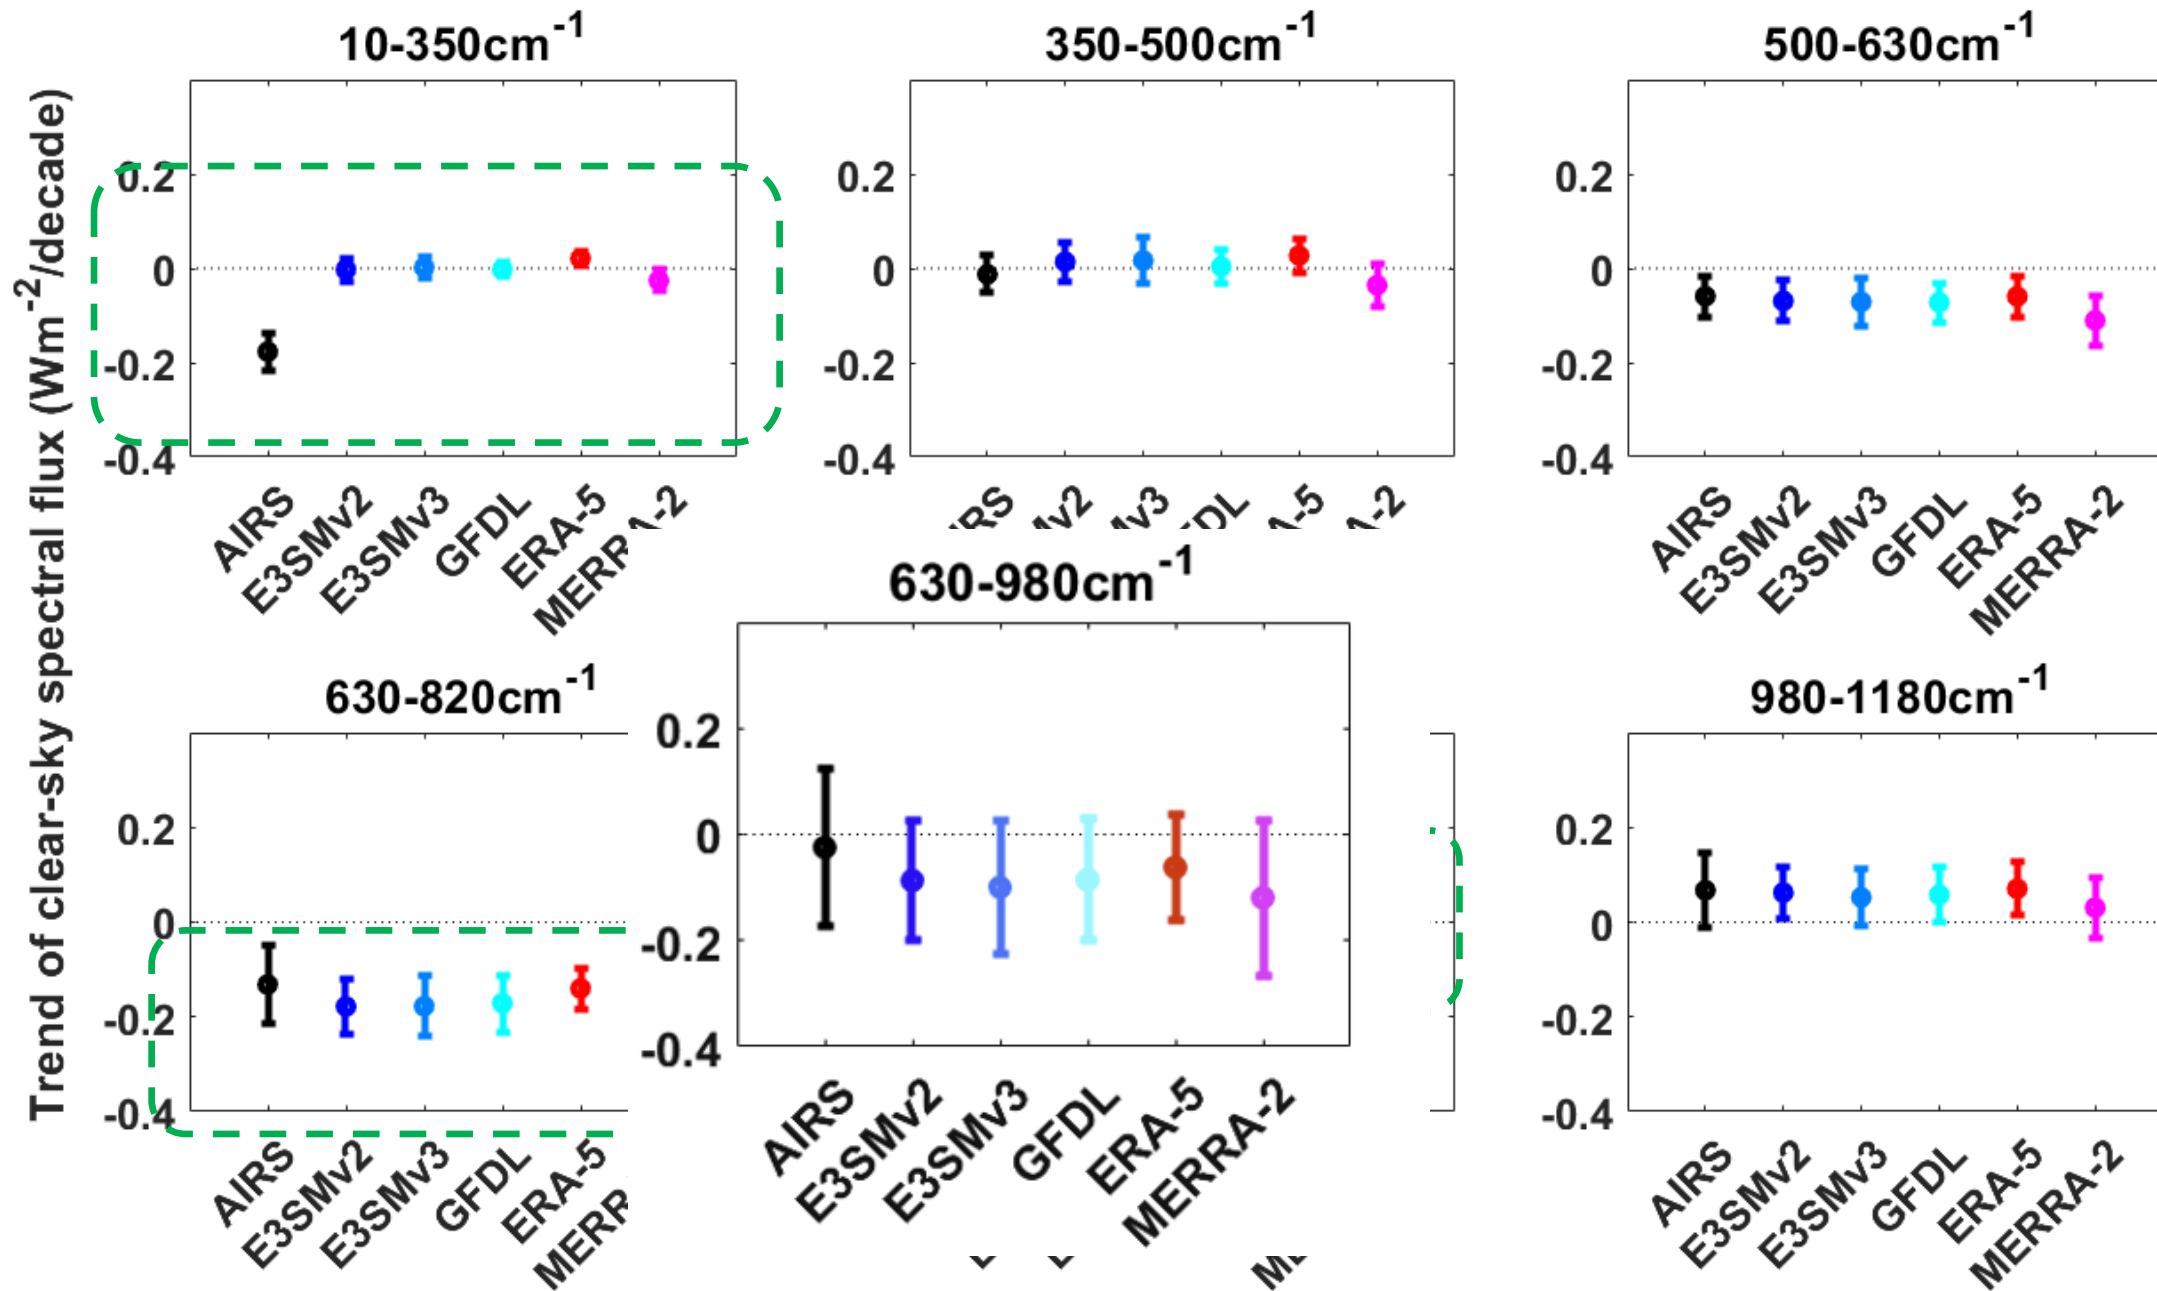 10-350cm-1
350-500cm-1
500-630cm-1
Trend of clear-sky spectral flux (Wm-2/decade)
0.2
0
-0.2
-0.4
0.2
0
-0.2
-0.4
0.2
0
-0.2
-0.4
AIRS
E3SMv2
E3SMv3
GFDL
ERA-5
AIRS
E3SMv2
E3SMv3
GFDL
ERA-5
MERRA-2
630-820cm-1
630-980cm-1
980-1180cm-1
0.2
0
-0.2
-0.4
0.2
0
-0.2
-0.4
0.2
0
-0.2
-0.4
AIRS
E3SMv2
E3SMv3
GFDL
ERA-5
AIRS
E3SMv2
E3SMv3
GFDL
ERA-5
MERRA-2
AIRS
E3SMv2
E3SMv3
GFDL
ERA-5
MERRA-2